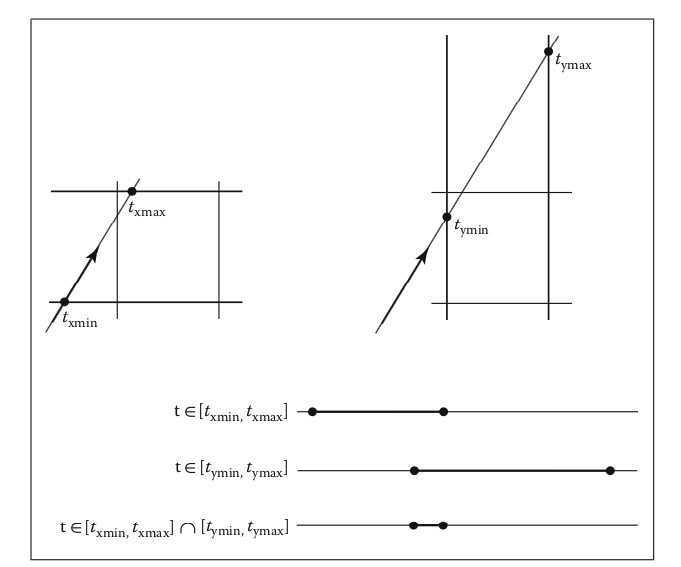 t_ymax
t_xmax
t_ymin
t_xmin
t ∈ [t_xmin, t_xmax]
t ∈ [t_ymin, t_ymax]
t ∈ [t_xmin, t_xmax] ∩ [t_ymin, t_ymax]